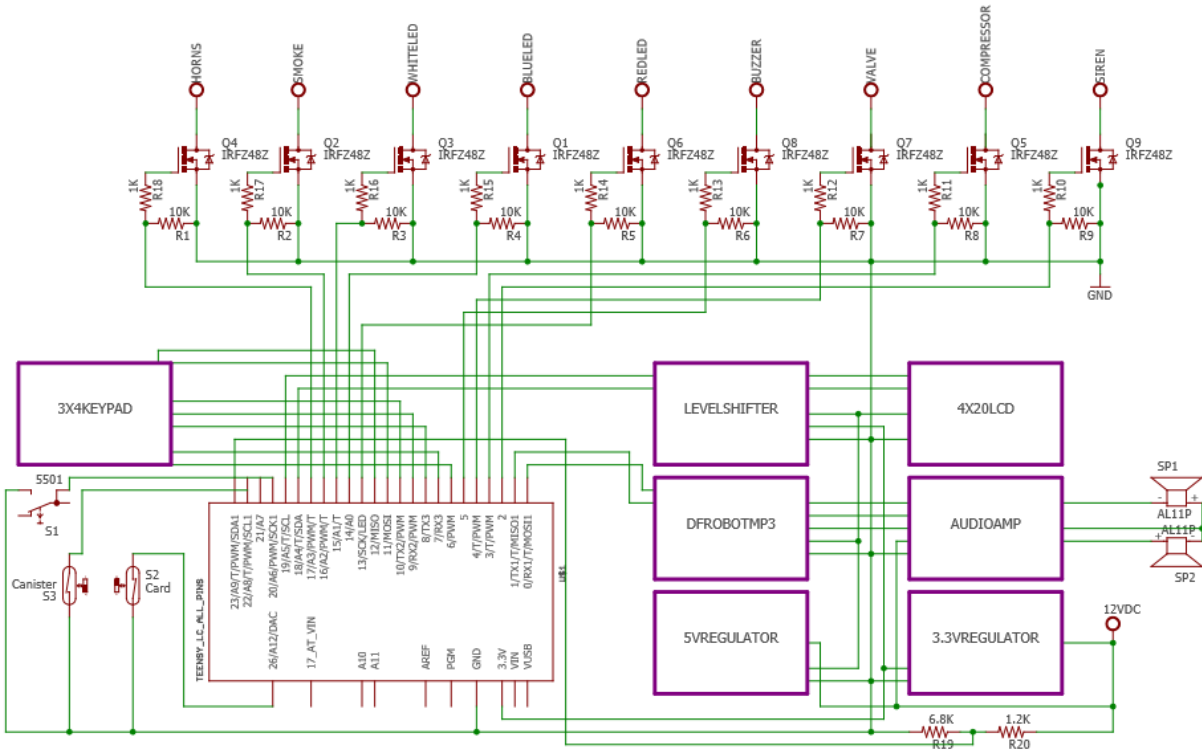 HORNS
SMOKE
WHITELED
BLUELED
REDLED
BUZZER
VALVE
COMPRESSOR
SIREN
Q4
IRFZ48Z
Q2
IRFZ48Z
Q3
IRFZ48Z
Q1
IRFZ48Z
Q6
IRFZ48Z
Q8
IRFZ48Z
Q7
IRFZ48Z
Q5
IRFZ48Z
Q9
IRFZ48Z
1K
R18
1K
R17
1K
R16
1K
R15
1K
R14
1K
R13
1K
R12
1K
R11
1K
R10
10K
R1
10K
R2
10K
R3
10K
R4
10K
R5
10K
R6
10K
R7
10K
R8
10K
R9
GND
3X4KEYPAD
LEVELSHIFTER
4X20LCD
DFROBOTMP3
AUDIOAMP
5VREGULATOR
3.3VREGULATOR
SP1
- +
AL11P
AL11P
+ -
SP2
12VDC
5501
S1
Canister
S3
S2
Card
TEENSY_LC_ALL_PINS
23/A9/T/PWM/SDA1
22/A8/T/PWM/SCL1
21/A7
20/A6/PWM/SCK1
19/A5/T/SCL
18/A4/T/SDA
17/A3/PWM/T
16/A2/PWM/T
15/A1/T
14/A0
13/SCK/LED
12/MISO
11/MOSI
10/TX2/PWM
9/RX2/PWM
8/TX3
7/RX3
6/PWM
5
4/T/PWM
3/T/PWM
2
1/TX1/T/MISO1
0/RX1/T/MOSI1
26/A12/DAC
17_AT_VIN
A10
A11
AREF
PGM
GND
3.3V
VIN
VUSB
6.8K
R19
1.2K
R20